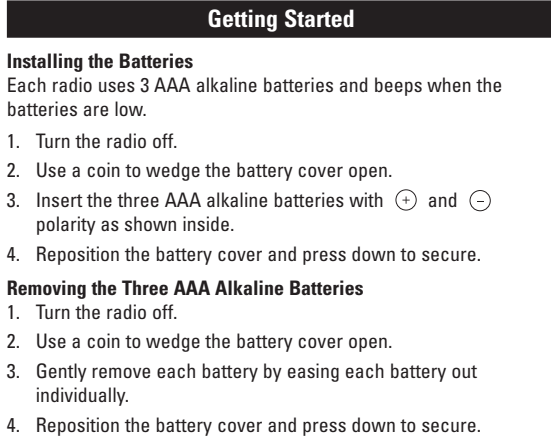 Getting Started
Installing the Batteries
Each radio uses 3 AAA alkaline batteries and beeps when the
batteries are low.
1. Turn the radio off.
2. Use a coin to wedge the battery cover open.
3. Insert the three AAA alkaline batteries with (+) and (–)
polarity as shown inside.
4. Reposition the battery cover and press down to secure.
Removing the Three AAA Alkaline Batteries
1. Turn the radio off.
2. Use a coin to wedge the battery cover open.
3. Gently remove each battery by easing each battery out
individually.
4. Reposition the battery cover and press down to secure.